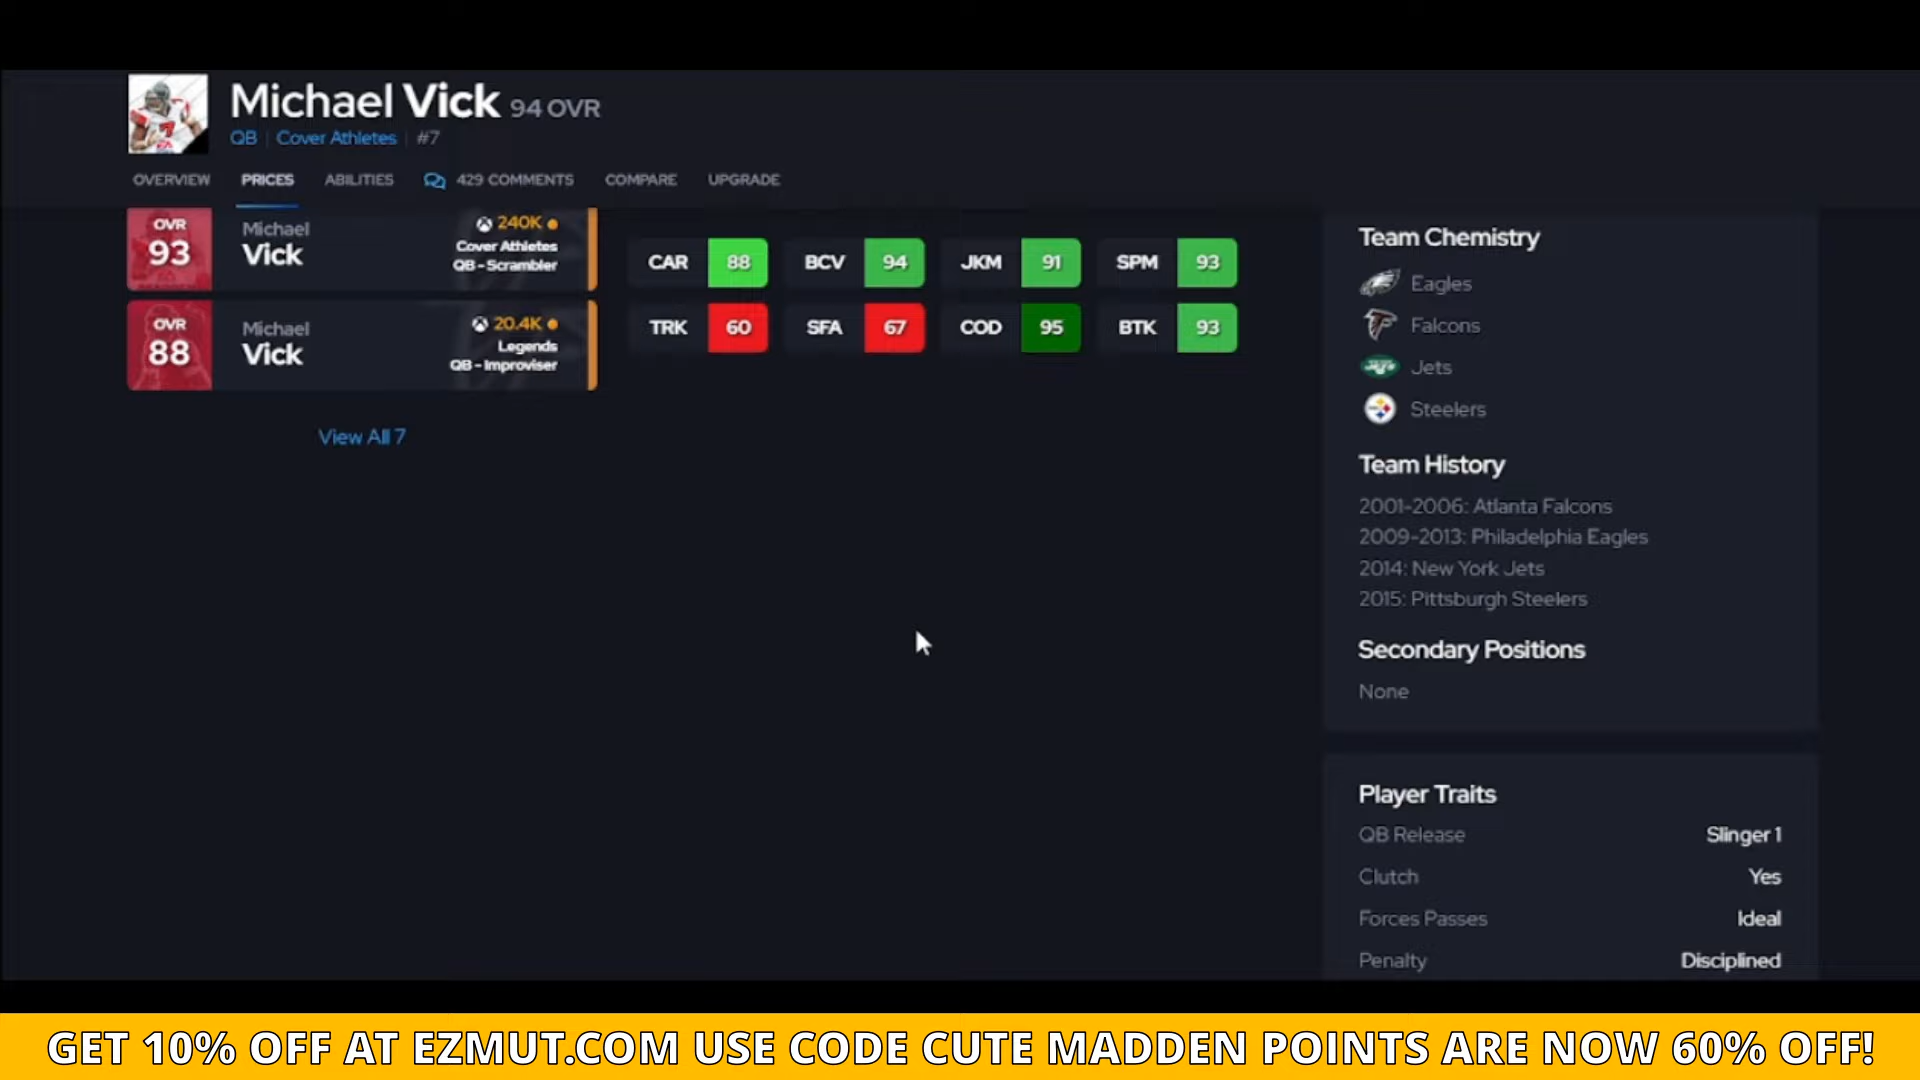 Michael Vick 94 OVR
QB | Cover Athletes | #7
OVERVIEW PRICES ABILITIES 429 COMMENTS COMPARE UPGRADE
OVR
93
Michael
Vick
240K
Cover Athletes
QB - Scrambler
OVR
88
Michael
Vick
20.4K
Legends
QB - Improviser
View All 7
CAR 88 BCV 94 JKM 91 SPM 93
TRK 60 SFA 67 COD 95 BTK 93
Team Chemistry
Eagles
Falcons
Jets
Steelers
Team History
2001-2006: Atlanta Falcons
2009-2013: Philadelphia Eagles
2014: New York Jets
2015: Pittsburgh Steelers
Secondary Positions
None
Player Traits
QB Release Slinger 1
Clutch Yes
Forces Passes Ideal
Penalty Disciplined
GET 10% OFF AT EZMUT.COM USE CODE CUTE MADDEN POINTS ARE NOW 60% OFF!